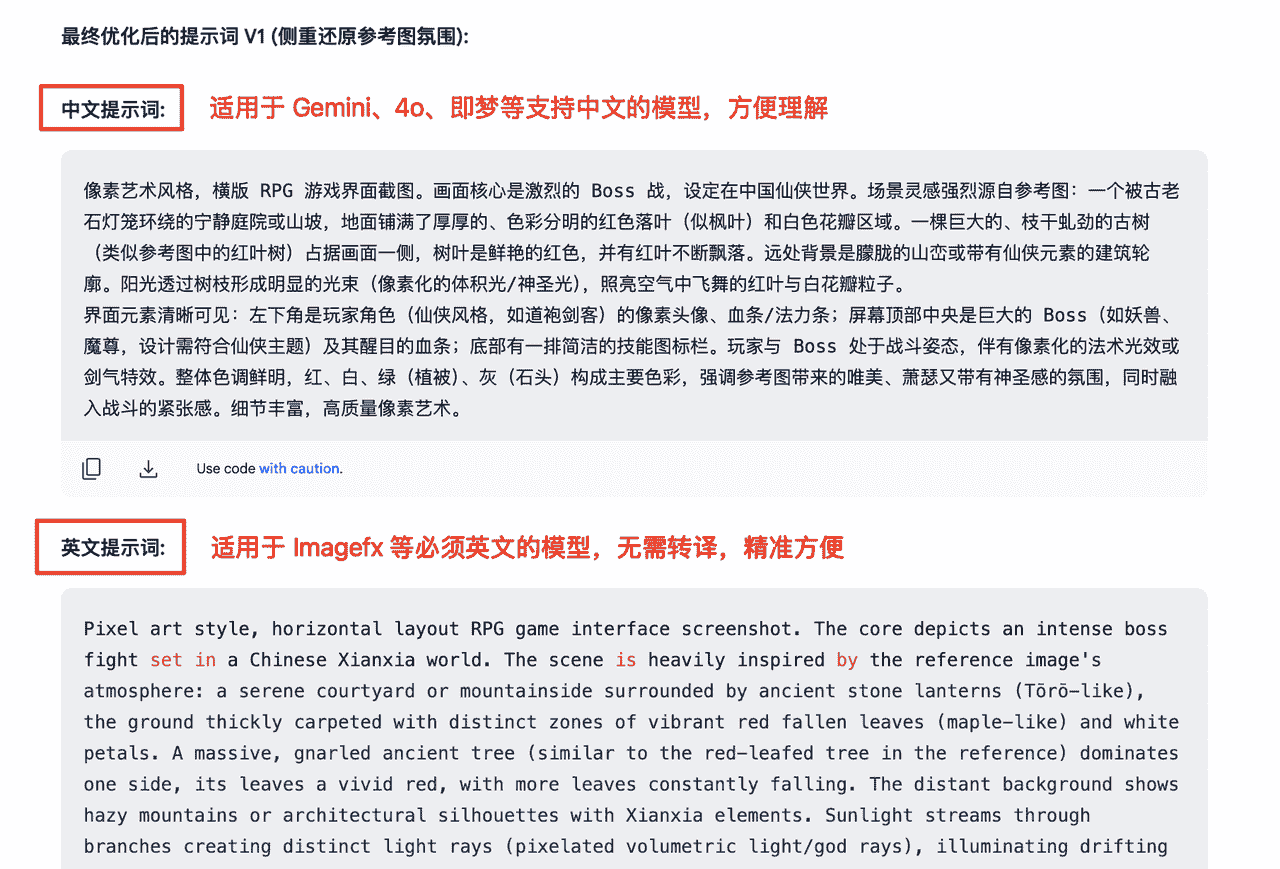 最终优化后的提示词 V1 (侧重还原参考图氛围):
中文提示词: 适用于 Gemini、4o、即梦等支持中文的模型，方便理解
像素艺术风格，横版 RPG 游戏界面截图。画面核心是激烈的 Boss 战，设定在中国仙侠世界。场景灵感强烈源自参考图：一个被古老
石灯笼环绕的宁静庭院或山坡，地面铺满了厚厚的、色彩分明的红色落叶（似枫叶）和白色花瓣区域。一棵巨大的、枝干虬劲的古树
（类似参考图中的红叶树）占据画面一侧，树叶是鲜艳的红色，并有红叶不断飘落。远处背景是朦胧的山峦或带有仙侠元素的建筑轮
廓。阳光透过树枝形成明显的光束（像素化的体积光/神圣光），照亮空气中飞舞的红叶与白花瓣粒子。
界面元素清晰可见：左下角是玩家角色（仙侠风格，如道袍剑客）的像素头像、血条/法力条；屏幕顶部中央是巨大的 Boss（如妖兽、
魔尊，设计需符合仙侠主题）及其醒目的血条；底部有一排简洁的技能图标栏。玩家与 Boss 处于战斗姿态，伴有像素化的法术光效或
剑气特效。整体色调鲜明，红、白、绿（植被）、灰（石头）构成主要色彩，强调参考图带来的唯美、萧瑟又带有神圣感的氛围，同时融
入战斗的紧张感。细节丰富，高质量像素艺术。
Use code with caution.
英文提示词: 适用于 Imagefx 等必须英文的模型，无需转译，精准方便
Pixel art style, horizontal layout RPG game interface screenshot. The core depicts an intense boss
fight set in a Chinese Xianxia world. The scene is heavily inspired by the reference image's
atmosphere: a serene courtyard or mountainside surrounded by ancient stone lanterns (Tōrō-like),
the ground thickly carpeted with distinct zones of vibrant red fallen leaves (maple-like) and white
petals. A massive, gnarled ancient tree (similar to the red-leafed tree in the reference) dominates
one side, its leaves a vivid red, with more leaves constantly falling. The distant background shows
hazy mountains or architectural silhouettes with Xianxia elements. Sunlight streams through
branches creating distinct light rays (pixelated volumetric light/god rays), illuminating drifting